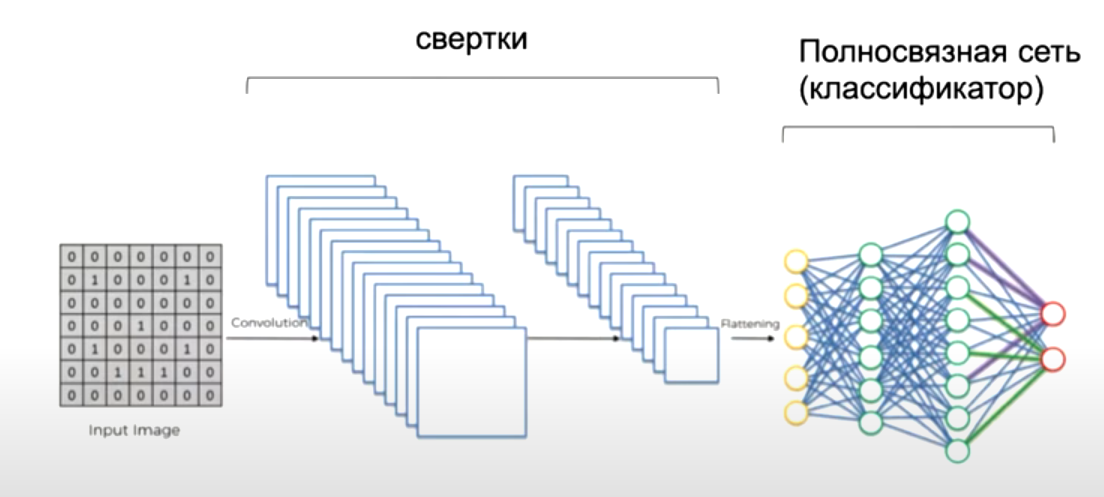 свертки
Полносвязная сеть
(классификатор)
0 0 0 0 0 0 0
0 1 0 0 0 1 0
0 0 0 0 0 0 0
0 0 0 1 0 0 0
0 1 0 0 0 1 0
0 0 1 1 1 0 0
0 0 0 0 0 0 0
Input Image
Convolution
Flattening